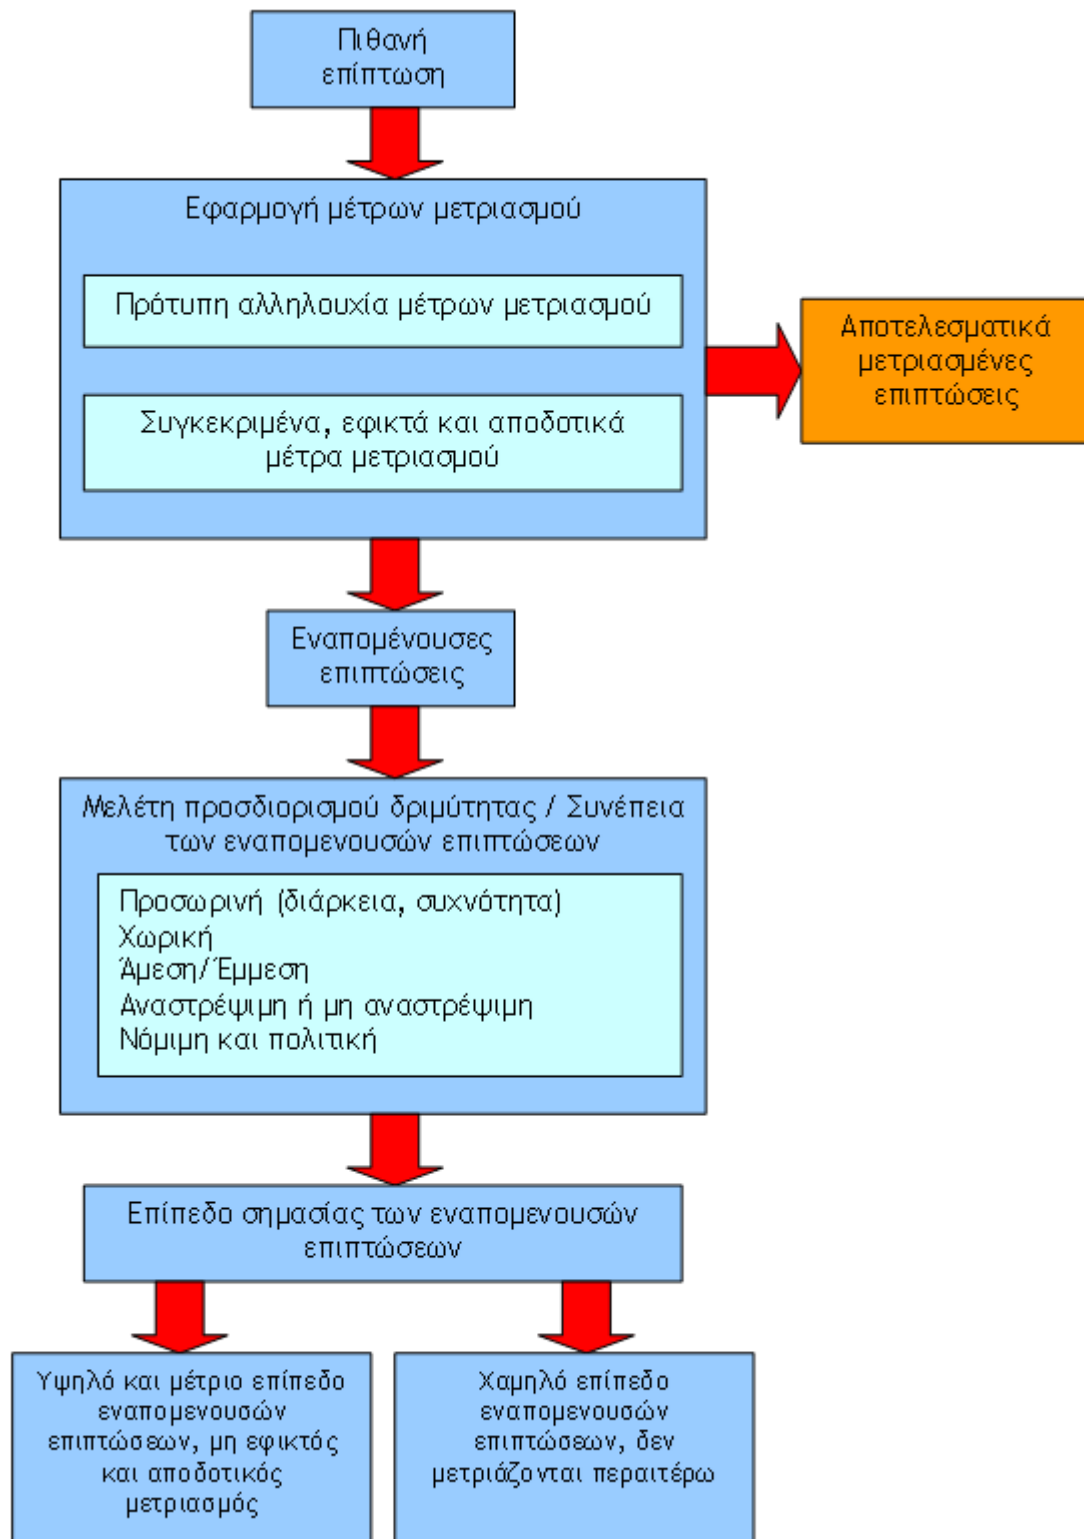 Πιθανή
επίπτωση
Εφαρμογή μέτρων μετριασμού
Πρότυπη αλληλουχία μέτρων μετριασμού
Συγκεκριμένα, εφικτά και αποδοτικά
μέτρα μετριασμού
Αποτελεσματικά
μετριασμένες
επιπτώσεις
Εναπομένουσες
επιπτώσεις
Μελέτη προσδιορισμού δριμύτητας / Συνέπεια
των εναπομενουσών επιπτώσεων
Προσωρινή (διάρκεια, συχνότητα)
Χωρική
Άμεση/Έμμεση
Αναστρέψιμη ή μη αναστρέψιμη
Νόμιμη και πολιτική
Επίπεδο σημασίας των εναπομενουσών
επιπτώσεων
Υψηλό και μέτριο επίπεδο
εναπομενουσών
επιπτώσεων, μη εφικτός
και αποδοτικός
μετριασμός
Χαμηλό επίπεδο
εναπομενουσών
επιπτώσεων, δεν
μετριάζονται περαιτέρω